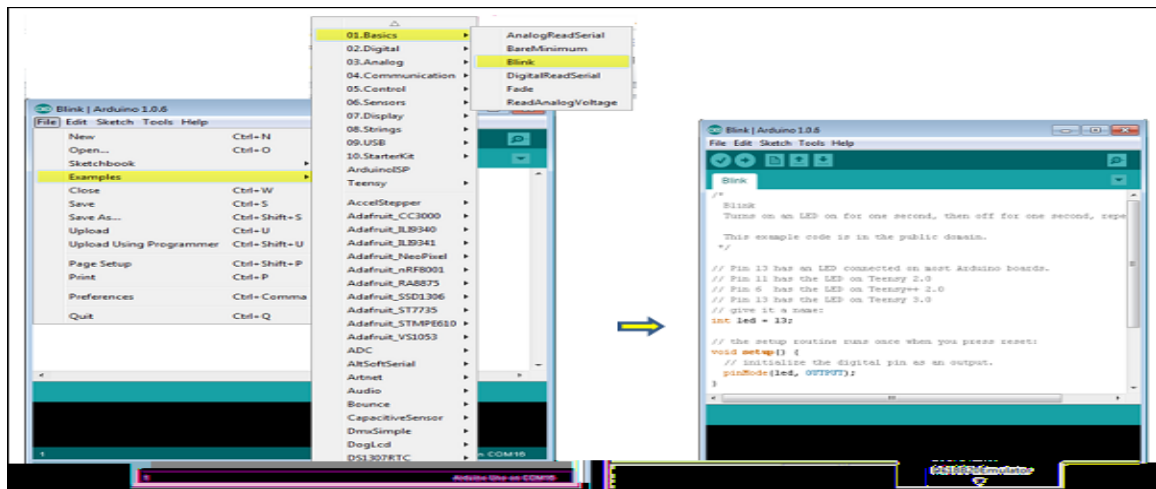 Blink | Arduino 1.0.6
File Edit Sketch Tools Help
New Ctrl+N
Open... Ctrl+O
Sketchbook
Examples
Close Ctrl+W
Save Ctrl+S
Save As... Ctrl+Shift+S
Upload Ctrl+U
Upload Using Programmer Ctrl+Shift+U
Page Setup Ctrl+Shift+P
Print Ctrl+P
Preferences Ctrl+Comma
Quit Ctrl+Q
01.Basics
02.Digital
03.Analog
04.Communication
05.Control
06.Sensors
07.Display
08.Strings
09.USB
10.StarterKit
ArduinoISP
Teensy
AccelStepper
Adafruit_CC3000
Adafruit_ILI9340
Adafruit_ILI9341
Adafruit_NeoPixel
Adafruit_nRF8001
Adafruit_RA8875
Adafruit_SSD1306
Adafruit_ST7735
Adafruit_STMPE610
Adafruit_VS1053
ADC
AltSoftSerial
Artnet
Audio
Bounce
CapacitiveSensor
DmxSimple
DogLcd
DS1307RTC
AnalogReadSerial
BareMinimum
Blink
DigitalReadSerial
Fade
ReadAnalogVoltage
1
n COM16
1 Arduino Uno on COM16
Blink | Arduino 1.0.6
File Edit Sketch Tools Help
Blink
/*
Blink
Turns on an LED on for one second, then off for one second, repe
This example code is in the public domain.
*/
// Pin 13 has an LED connected on most Arduino boards.
// Pin 11 has the LED on Teensy 2.0
// Pin 6 has the LED on Teensy++ 2.0
// Pin 13 has the LED on Teensy 3.0
// give it a name:
int led = 13;
// the setup routine runs once when you press reset:
void setup() {
// initialize the digital pin as an output.
pinMode(led, OUTPUT);
}